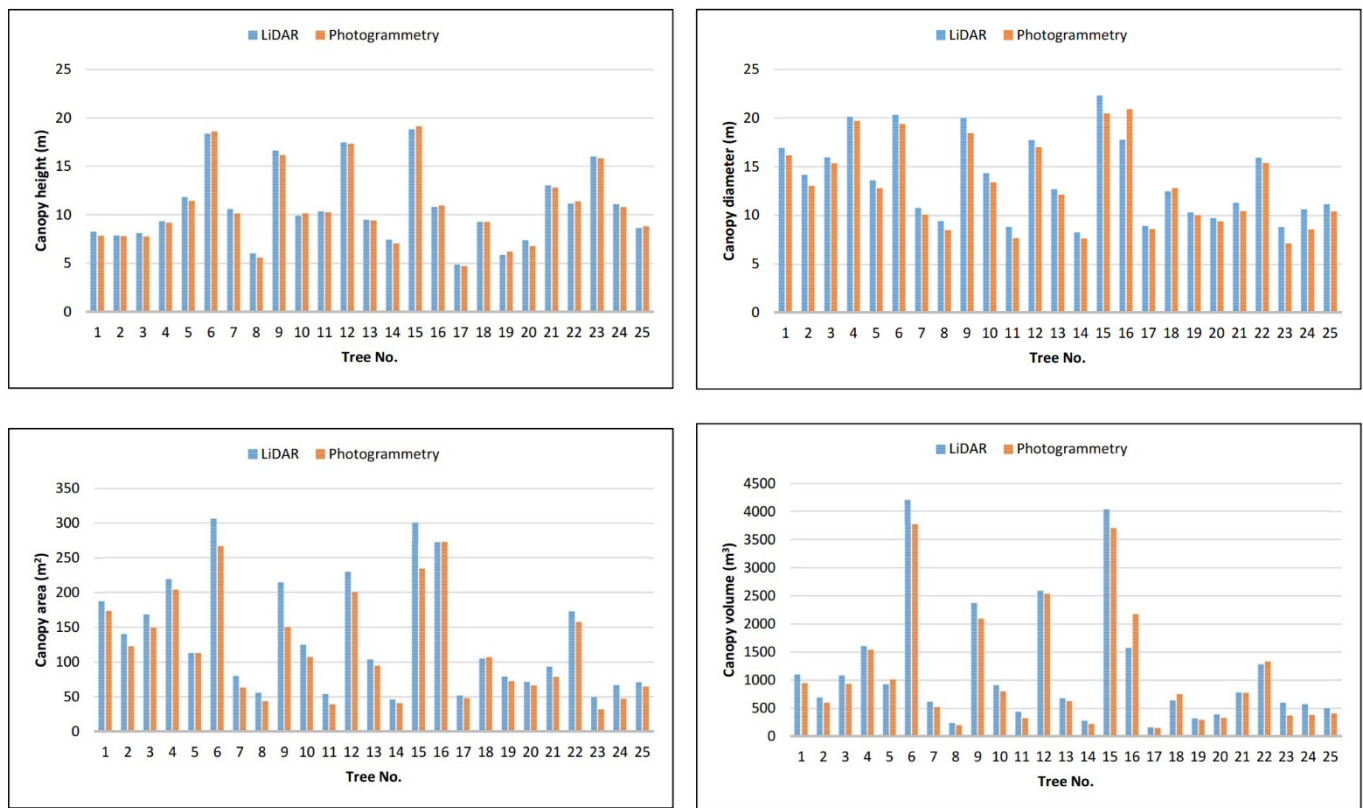 LiDAR Photogrammetry
Canopy height (m)
25
20
15
10
5
0
1 2 3 4 5 6 7 8 9 10 11 12 13 14 15 16 17 18 19 20 21 22 23 24 25
Tree No.
LiDAR Photogrammetry
Canopy diameter (m)
25
20
15
10
5
0
1 2 3 4 5 6 7 8 9 10 11 12 13 14 15 16 17 18 19 20 21 22 23 24 25
Tree No.
LiDAR Photogrammetry
Canopy area (m²)
350
300
250
200
150
100
50
0
1 2 3 4 5 6 7 8 9 10 11 12 13 14 15 16 17 18 19 20 21 22 23 24 25
Tree No.
LiDAR Photogrammetry
Canopy volume (m³)
4500
4000
3500
3000
2500
2000
1500
1000
500
0
1 2 3 4 5 6 7 8 9 10 11 12 13 14 15 16 17 18 19 20 21 22 23 24 25
Tree No.